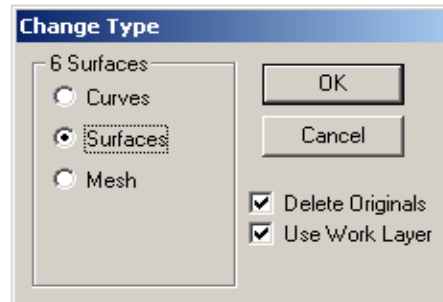 Change Type
6 Surfaces
Curves
Surfaces
Mesh
OK
Cancel
Delete Originals
Use Work Layer